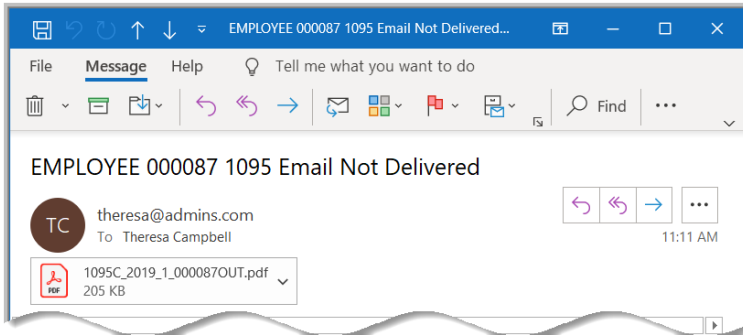 EMPLOYEE 000087 1095 Email Not Delivered...
File Message Help Tell me what you want to do
Find
EMPLOYEE 000087 1095 Email Not Delivered
TC
theresa@admins.com
To Theresa Campbell
11:11 AM
PDF
1095C_2019_1_000087OUT.pdf
205 KB